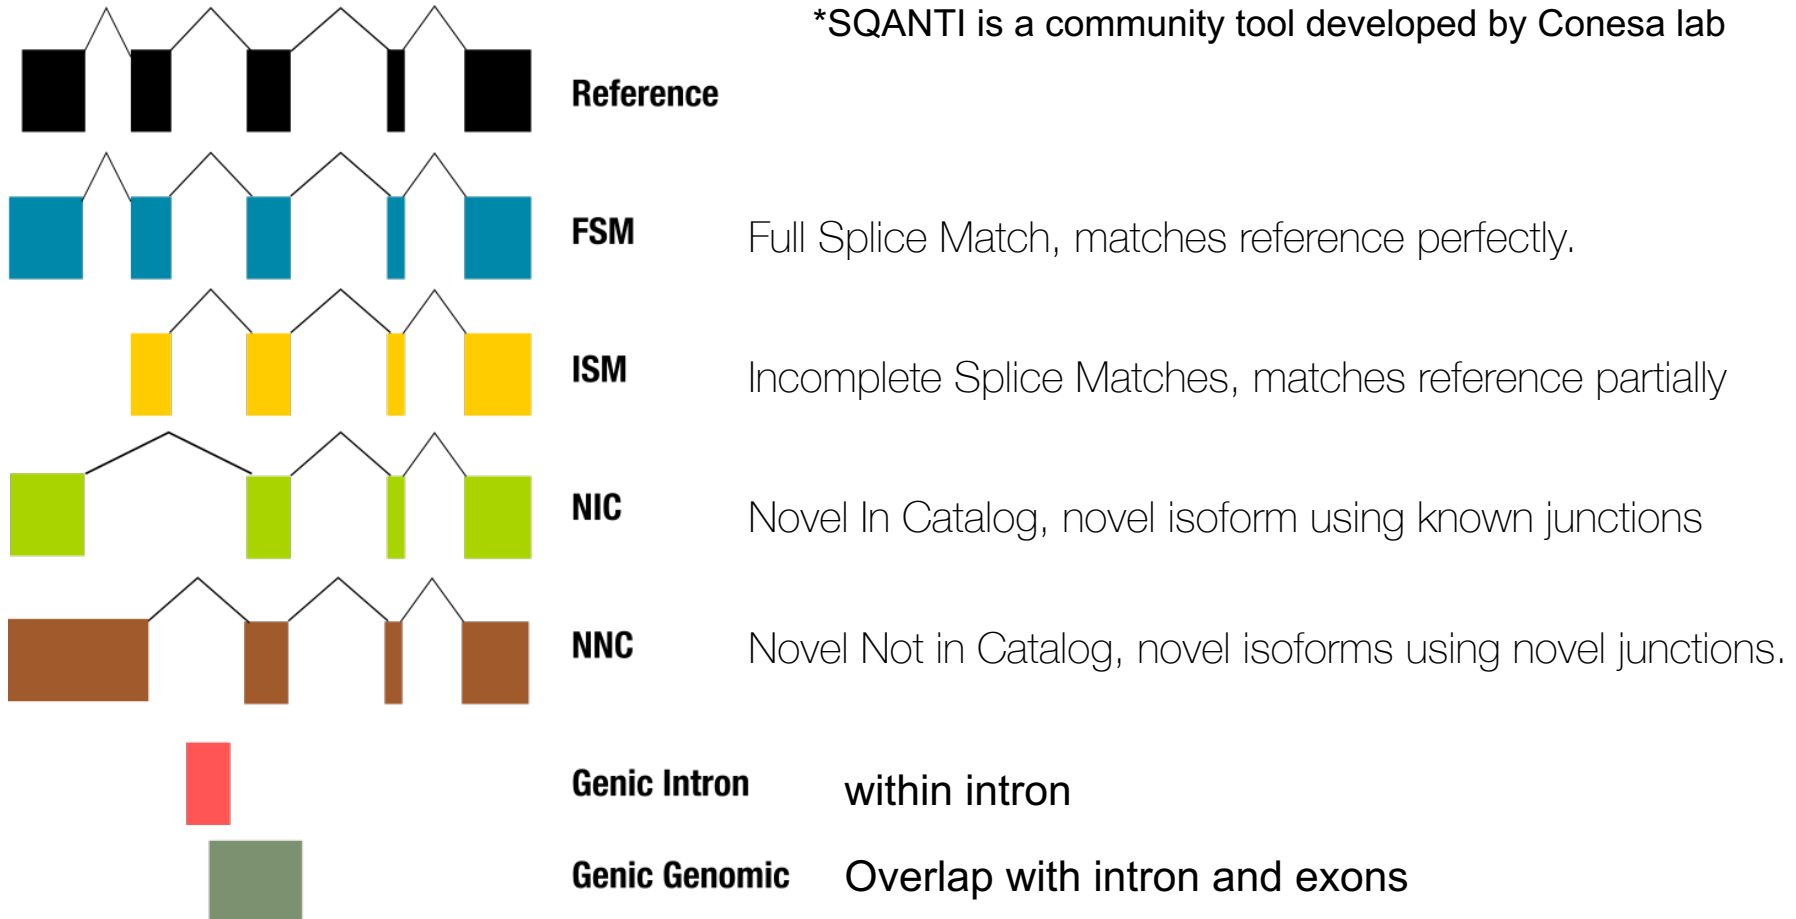 *SQANTI is a community tool developed by Conesa lab
Reference
FSM Full Splice Match, matches reference perfectly.
ISM Incomplete Splice Matches, matches reference partially
NIC Novel In Catalog, novel isoform using known junctions
NNC Novel Not in Catalog, novel isoforms using novel junctions.
Genic Intron within intron
Genic Genomic Overlap with intron and exons